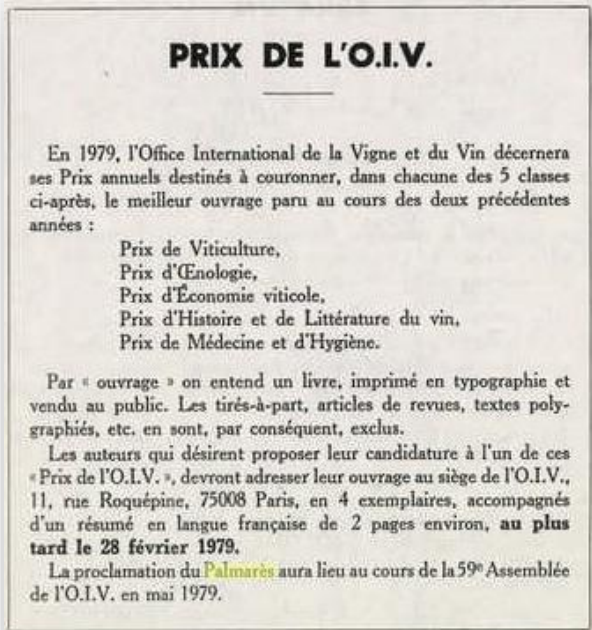 PRIX DE L'O.I.V.
En 1979, l'Office International de la Vigne et du Vin décernera
ses Prix annuels destinés à couronner, dans chacune des 5 classes
ci-après, le meilleur ouvrage paru au cours des deux précédentes
années :
Prix de Viticulture,
Prix d'Œnologie,
Prix d'Économie viticole,
Prix d'Histoire et de Littérature du vin,
Prix de Médecine et d'Hygiène.
Par « ouvrage » on entend un livre, imprimé en typographie et
vendu au public. Les tirés-à-part, articles de revues, textes poly-
graphiés, etc. en sont, par conséquent, exclus.
Les auteurs qui désirent proposer leur candidature à l'un de ces
« Prix de l'O.I.V. », devront adresser leur ouvrage au siège de l'O.I.V.,
11, rue Roquépine, 75008 Paris, en 4 exemplaires, accompagnés
d'un résumé en langue française de 2 pages environ, au plus
tard le 28 février 1979.
La proclamation du Palmarès aura lieu au cours de la 59e Assemblée
de l'O.I.V. en mai 1979.